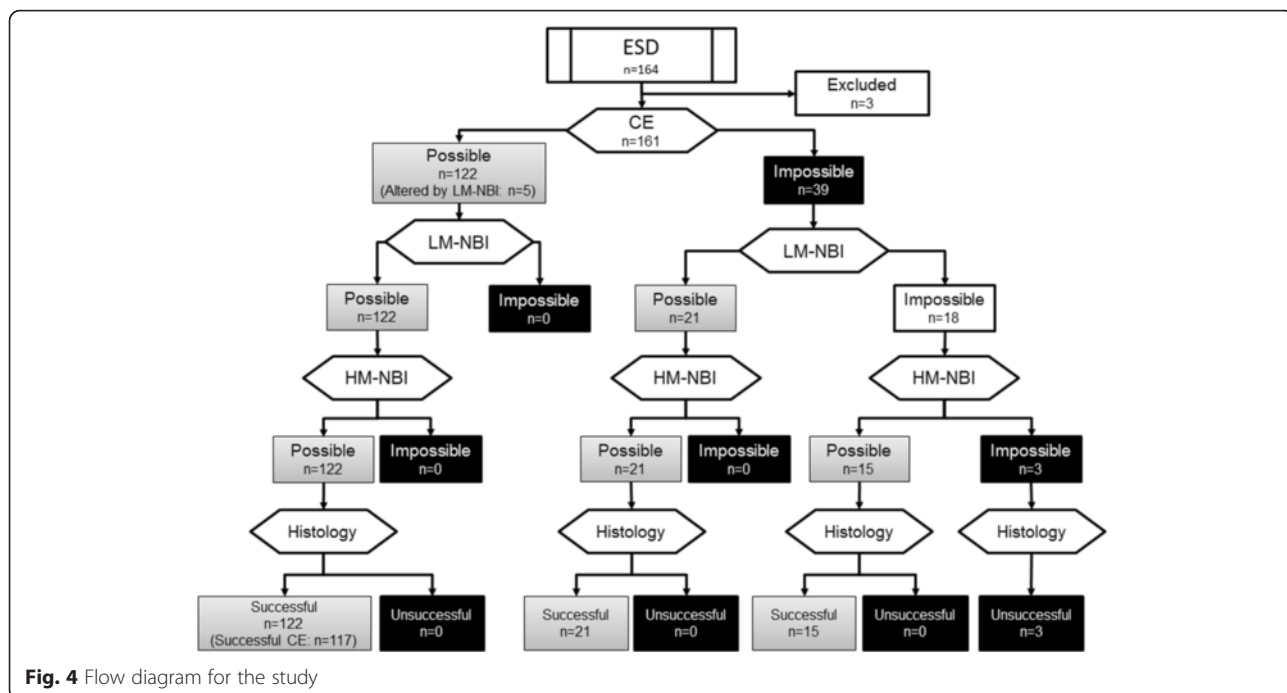 ESD
n=164
Excluded
n=3
CE
n=161
Possible
n=122
(Altered by LM-NBI: n=5)
Impossible
n=39
LM-NBI
LM-NBI
Possible
n=122
Impossible
n=0
Possible
n=21
Impossible
n=18
HM-NBI
HM-NBI
HM-NBI
Possible
n=122
Impossible
n=0
Possible
n=21
Impossible
n=0
Possible
n=15
Impossible
n=3
Histology
Histology
Histology
Histology
Successful
n=122
(Successful CE: n=117)
Unsuccessful
n=0
Successful
n=21
Unsuccessful
n=0
Successful
n=15
Unsuccessful
n=0
Unsuccessful
n=3
Fig. 4 Flow diagram for the study